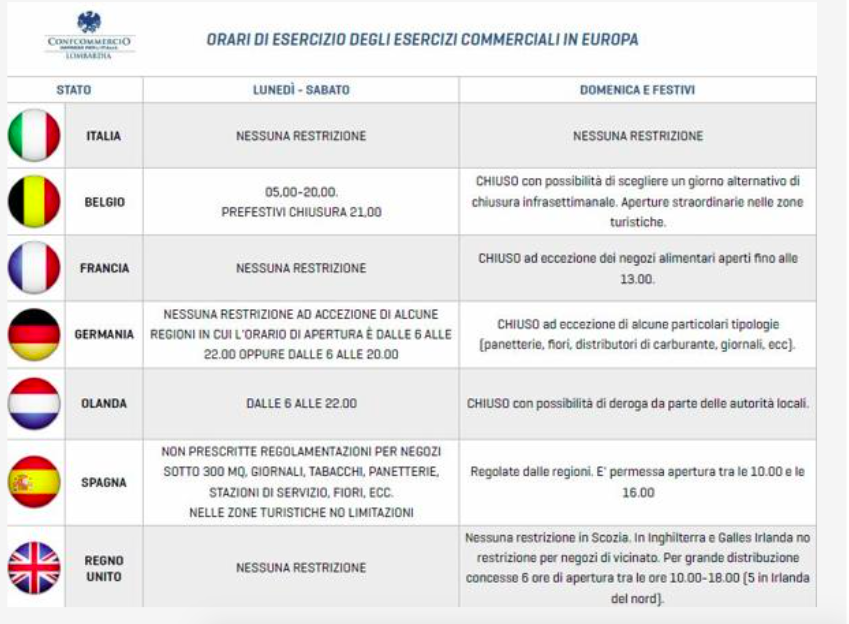 CONFCOMMERCIO
IMPRESE PER L'ITALIA
LOMBARDIA
ORARI DI ESERCIZIO DEGLI ESERCIZI COMMERCIALI IN EUROPA
STATO
LUNEDÌ - SABATO
DOMENICA E FESTIVI
ITALIA
NESSUNA RESTRIZIONE
NESSUNA RESTRIZIONE
BELGIO
05,00-20,00.
PREFESTIVI CHIUSURA 21,00
CHIUSO con possibilità di scegliere un giorno alternativo di
chiusura infrasettimanale. Aperture straordinarie nelle zone
turistiche.
FRANCIA
NESSUNA RESTRIZIONE
CHIUSO ad eccezione dei negozi alimentari aperti fino alle
13.00.
GERMANIA
NESSUNA RESTRIZIONE AD ACCEZIONE DI ALCUNE
REGIONI IN CUI L'ORARIO DI APERTURA È DALLE 6 ALLE
22.00 OPPURE DALLE 6 ALLE 20.00
CHIUSO ad eccezione di alcune particolari tipologie
(panetterie, fiori, distributori di carburante, giornali, ecc).
OLANDA
DALLE 6 ALLE 22.00
CHIUSO con possibilità di deroga da parte delle autorità locali.
SPAGNA
NON PRESCRITTE REGOLAMENTAZIONI PER NEGOZI
SOTTO 300 MQ, GIORNALI, TABACCHI, PANETTERIE,
STAZIONI DI SERVIZIO, FIORI, ECC.
NELLE ZONE TURISTICHE NO LIMITAZIONI
Regolate dalle regioni. E' permessa apertura tra le 10.00 e le
16.00
REGNO
UNITO
NESSUNA RESTRIZIONE
Nessuna restrizione in Scozia. In Inghilterra e Galles Irlanda no
restrizione per negozi di vicinato. Per grande distribuzione
concesse 6 ore di apertura tra le ore 10.00-18.00 (5 in Irlanda
del nord).